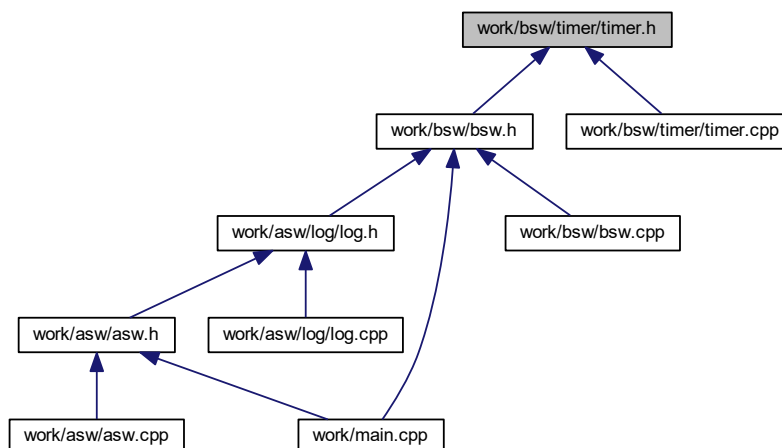 work/bsw/timer/timer.h
work/bsw/bsw.h
work/bsw/timer/timer.cpp
work/asw/log/log.h
work/bsw/bsw.cpp
work/asw/asw.h
work/asw/log/log.cpp
work/asw/asw.cpp
work/main.cpp